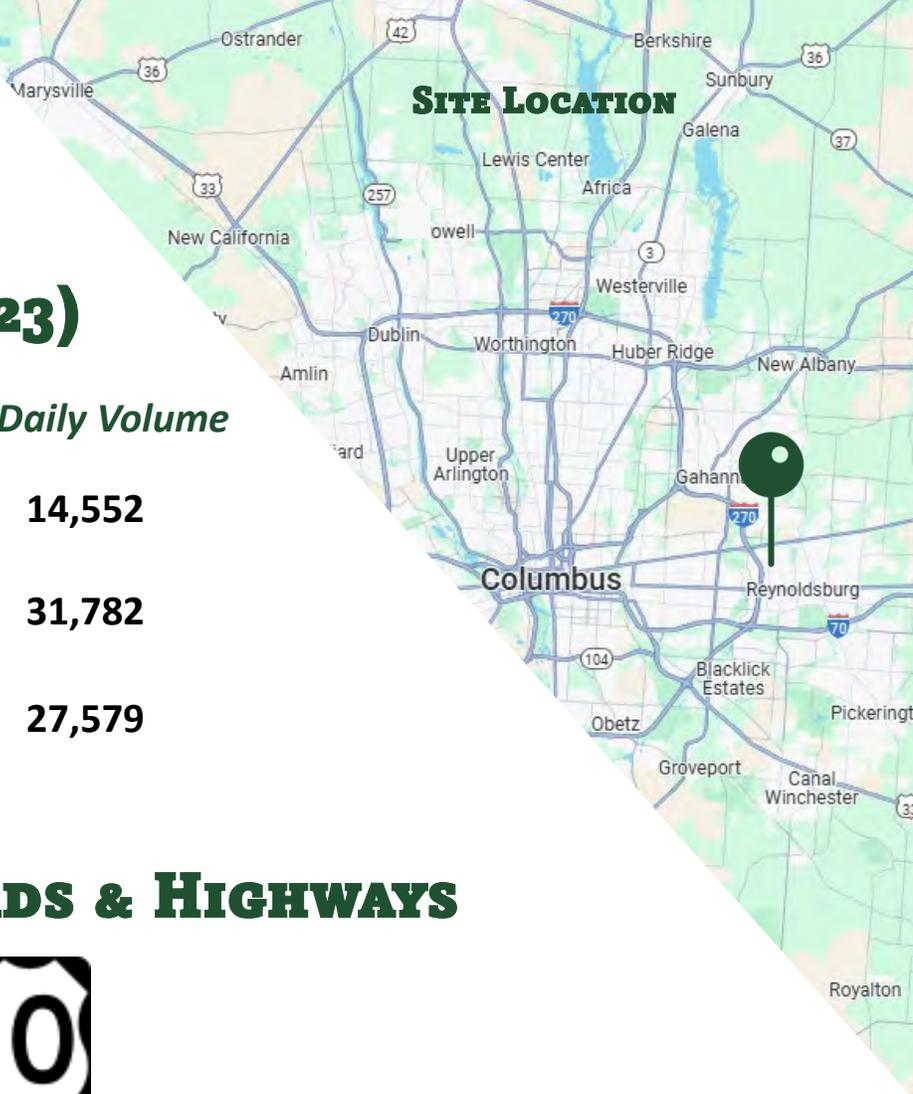 Ostrander
42
Berkshire
36
36
Sunbury
Marysville
SITE LOCATION
Galena
37
Lewis Center
33
257
Africa
owell
New California
3
Westerville
23)
270
Dublin
Worthington
Huber Ridge
New Albany
Amlin
Daily Volume
Upper
Arlington
14,552
270
Columbus
Reynoldsburg
31,782
70
104
Blacklick
Estates
27,579
Obetz
Pickeringt
Groveport
Canal
Winchester
DS & HIGHWAYS
0
Royalton